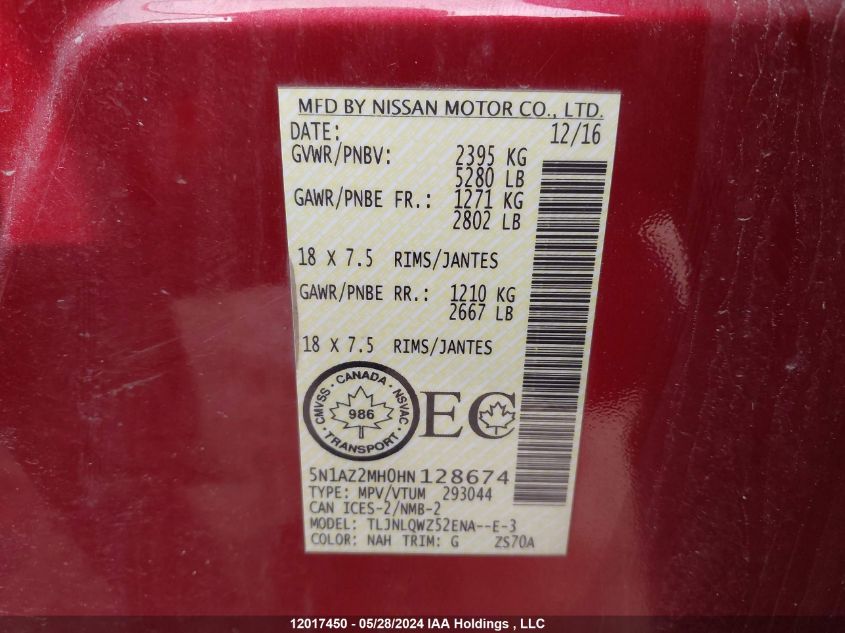 MFD BY NISSAN MOTOR CO., LTD.
DATE: 12/16
GVWR/PNBV: 2395 KG
5280 LB
GAWR/PNBE FR.: 1271 KG
2802 LB
18 X 7.5 RIMS/JANTES
GAWR/PNBE RR.: 1210 KG
2667 LB
18 X 7.5 RIMS/JANTES
CMVSS · CANADA · NSVAC
986
TRANSPORT
EC
5N1AZ2MH0HN128674
TYPE: MPV/VTUM 293044
CAN ICES-2/NMB-2
MODEL: TLJNLQWZ52ENA--E-3
COLOR: NAH TRIM: G ZS70A
12017450 - 05/28/2024 IAA Holdings , LLC